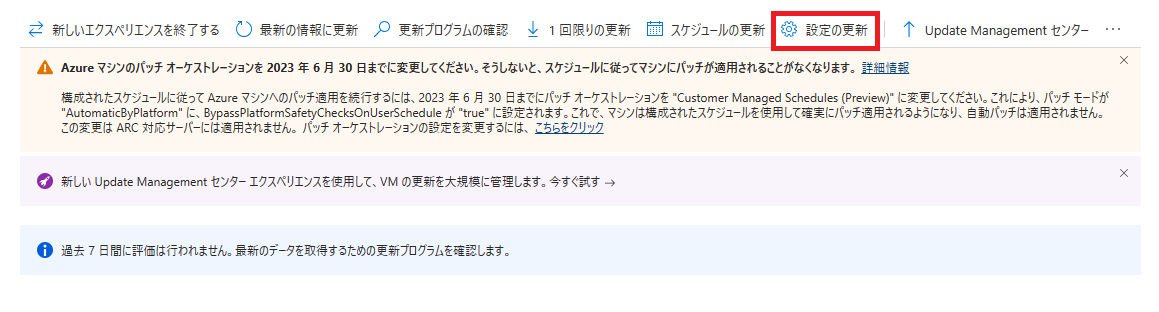 新しいエクスペリエンスを終了する 最新の情報に更新 更新プログラムの確認 1 回限りの更新 スケジュールの更新 設定の更新 Update Management センター ...
Azure マシンのパッチ オーケストレーションを 2023 年 6 月 30 日までに変更してください。そうしないと、スケジュールに従ってマシンにパッチが適用されることがなくなります。 詳細情報
構成されたスケジュールに従って Azure マシンへのパッチ適用を続行するには、2023 年 6 月 30 日までにパッチ オーケストレーションを "Customer Managed Schedules (Preview)" に変更してください。これにより、パッチ モードが
"AutomaticByPlatform" に、BypassPlatformSafetyChecksOnUserSchedule が "true" に設定されます。これで、マシンは構成されたスケジュールを使用して確実にパッチ適用されるようになり、自動パッチは適用されません。
この変更は ARC 対応サーバーには適用されません。 パッチ オーケストレーションの設定を変更するには、 こちらをクリック
新しい Update Management センター エクスペリエンスを使用して、VM の更新を大規模に管理します。今すぐ試す →
過去 7 日間に評価は行われません。最新のデータを取得するための更新プログラムを確認します。